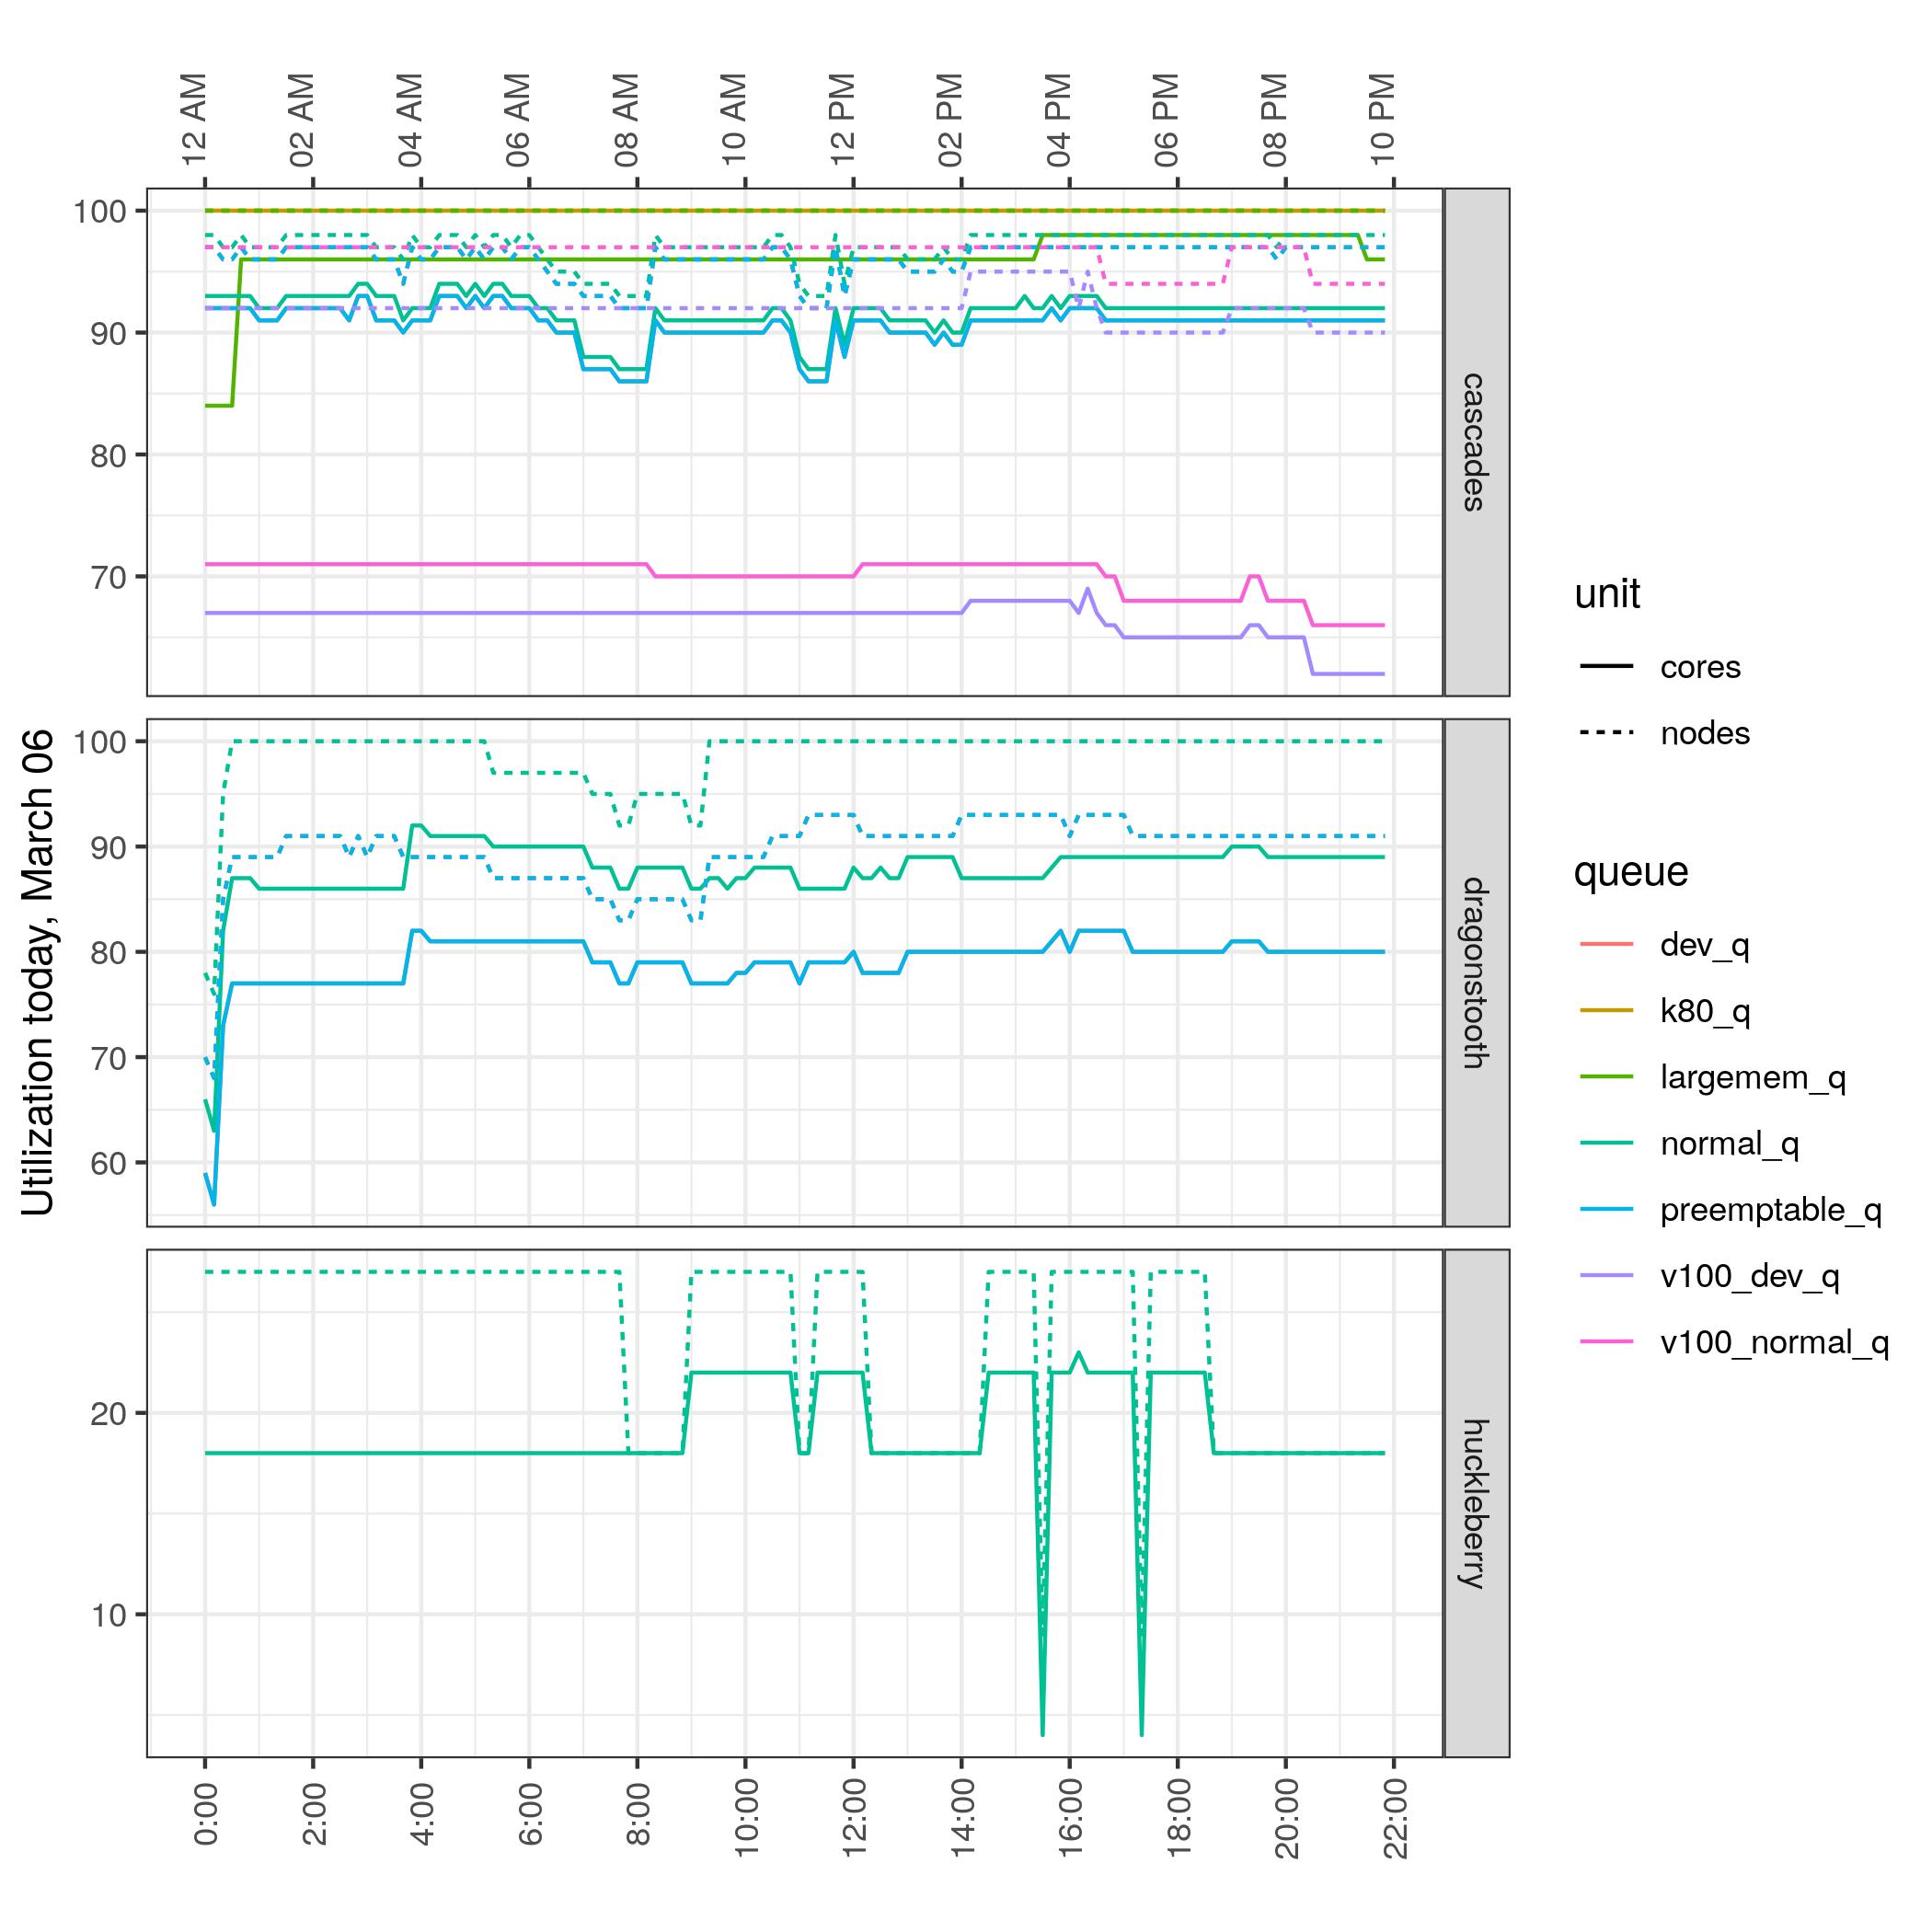 12 AM
02 AM
04 AM
06 AM
08 AM
10 AM
12 PM
02 PM
04 PM
06 PM
08 PM
10 PM
Utilization today, March 06
100
90
80
70
cascades
100
90
80
70
60
dragonstooth
20
10
huckleberry
0:00
2:00
4:00
6:00
8:00
10:00
12:00
14:00
16:00
18:00
20:00
22:00
unit
cores
nodes
queue
dev_q
k80_q
largemem_q
normal_q
preemptable_q
v100_dev_q
v100_normal_q